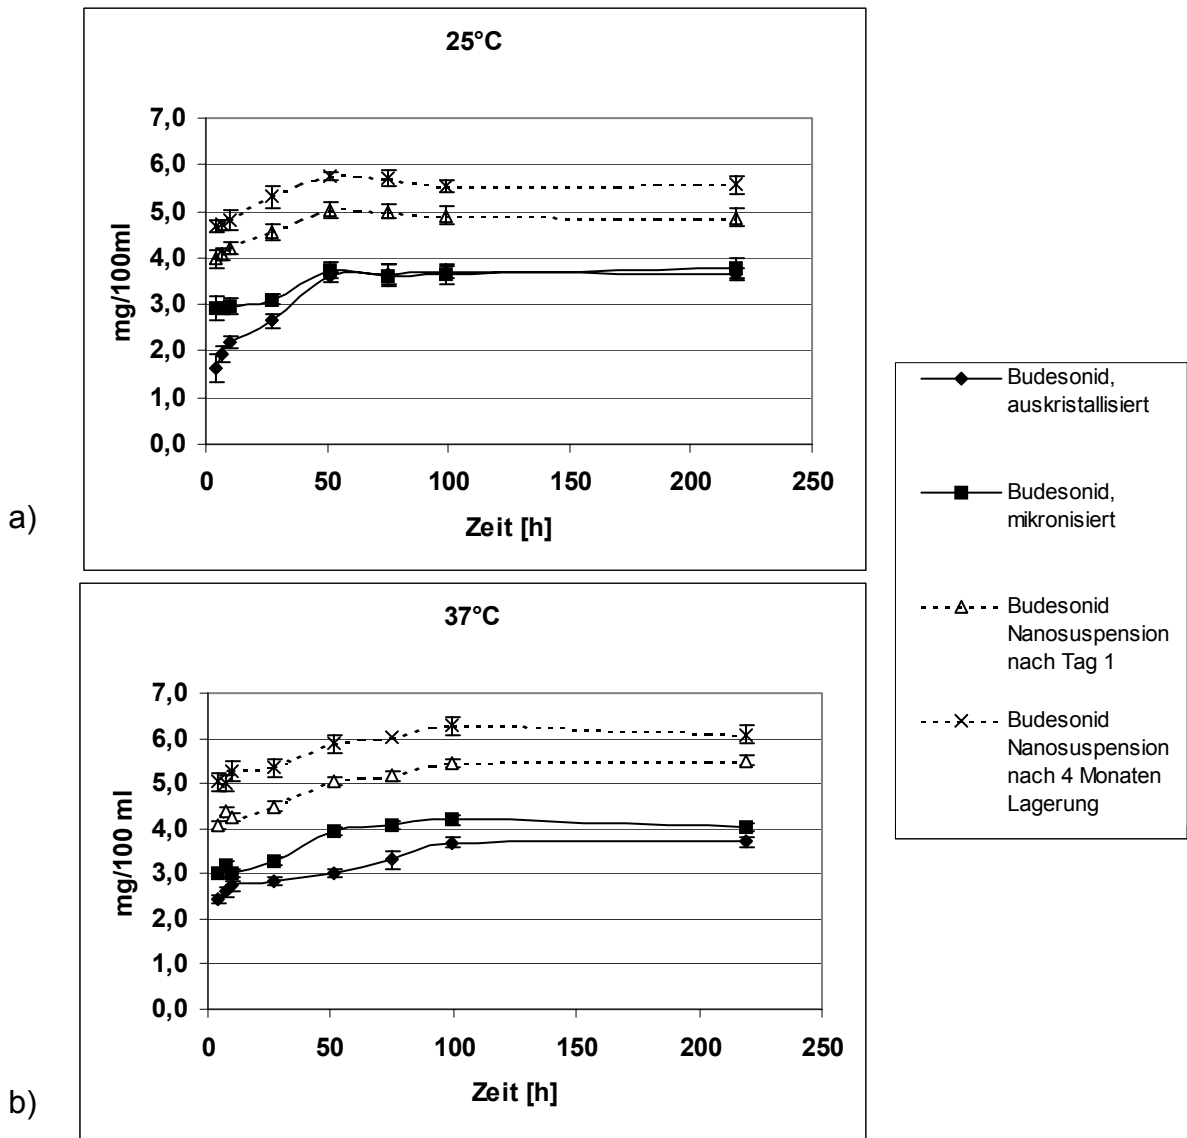 25°C
mg/100ml
7,0
6,0
5,0
4,0
3,0
2,0
1,0
0,0
0 50 100 150 200 250
Zeit [h]
a)
37°C
mg/100 ml
7,0
6,0
5,0
4,0
3,0
2,0
1,0
0,0
0 50 100 150 200 250
Zeit [h]
b)
Budesonid,
auskristallisiert
Budesonid,
mikronisiert
Budesonid
Nanosuspension
nach Tag 1
Budesonid
Nanosuspension
nach 4 Monaten
Lagerung